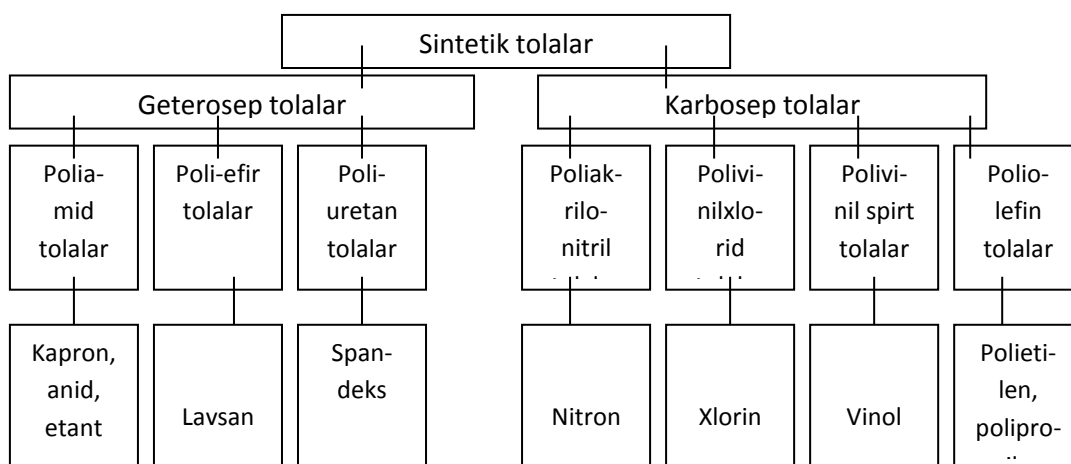 Sintetik tolalar
Geterosep tolalar
Karbosep tolalar
Polia-
mid
tolalar
Poli-efir
tolalar
Poli-
uretan
tolalar
Poliak-
rilo-
nitril
Polivi-
nilxlo-
rid
Polivi-
nil spirt
tolalar
Polio-
lefin
tolalar
Kapron,
anid,
etant
Lavsan
Span-
deks
Nitron
Xlorin
Vinol
Polieti-
len,
polipro-